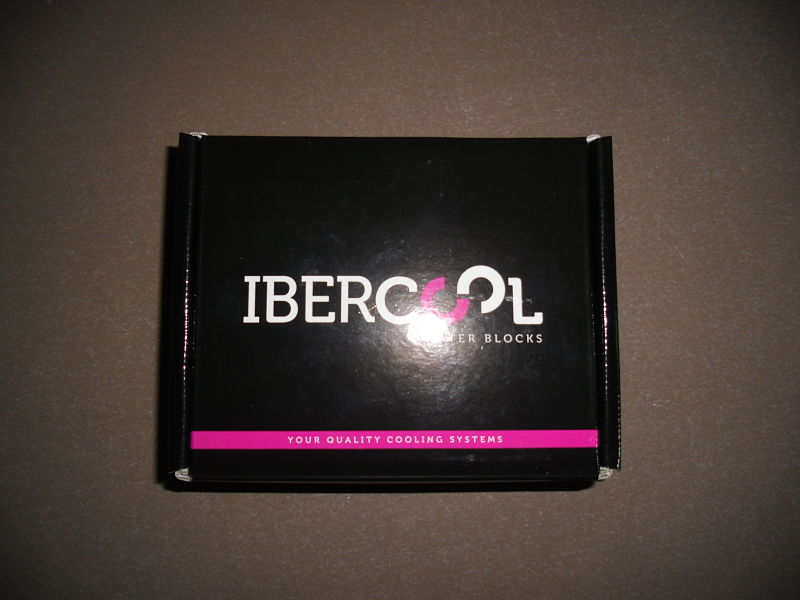 IBERCOOL
BLOCKS
YOUR QUALITY COOLING SYSTEMS